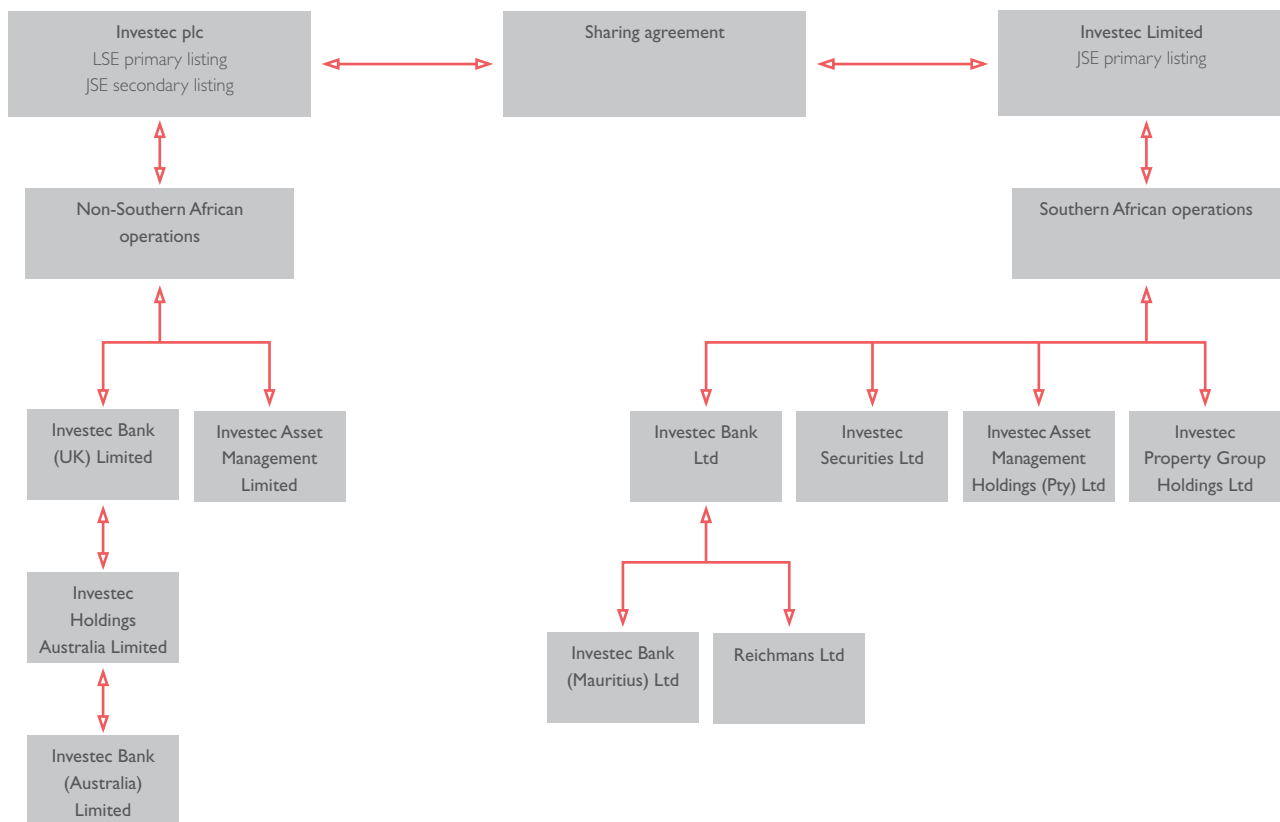 Investec plc
LSE primary listing
JSE secondary listing
Sharing agreement
Investec Limited
JSE primary listing
Non-Southern African
operations
Southern African operations
Investec Bank
(UK) Limited
Investec Asset
Management
Limited
Investec Bank
Ltd
Investec
Securities Ltd
Investec Asset
Management
Holdings (Pty) Ltd
Investec
Property Group
Holdings Ltd
Investec
Holdings
Australia Limited
Investec Bank
(Mauritius) Ltd
Reichmans Ltd
Investec Bank
(Australia)
Limited